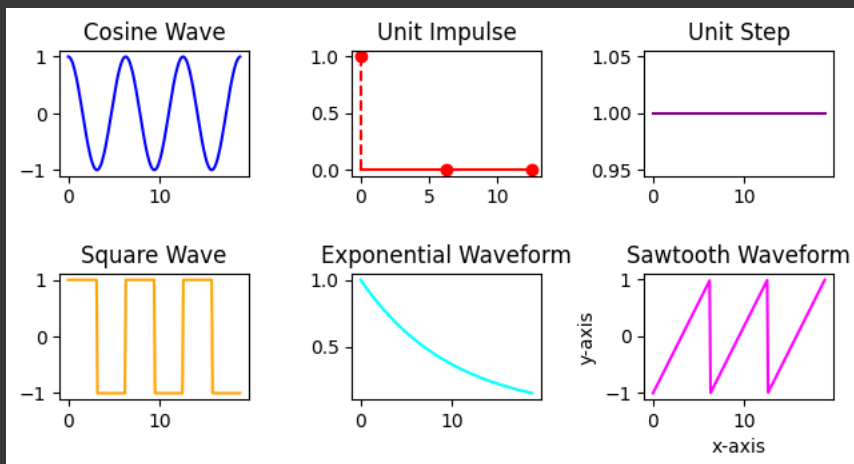 Cosine Wave
1
0
−1
0 10
Unit Impulse
1.0
0.5
0.0
0 5 10
Unit Step
1.05
1.00
0.95
0 10
Square Wave
1
0
−1
0 10
Exponential Waveform
1.0
0.5
0 10
Sawtooth Waveform
y-axis
1
0
−1
0 10
x-axis